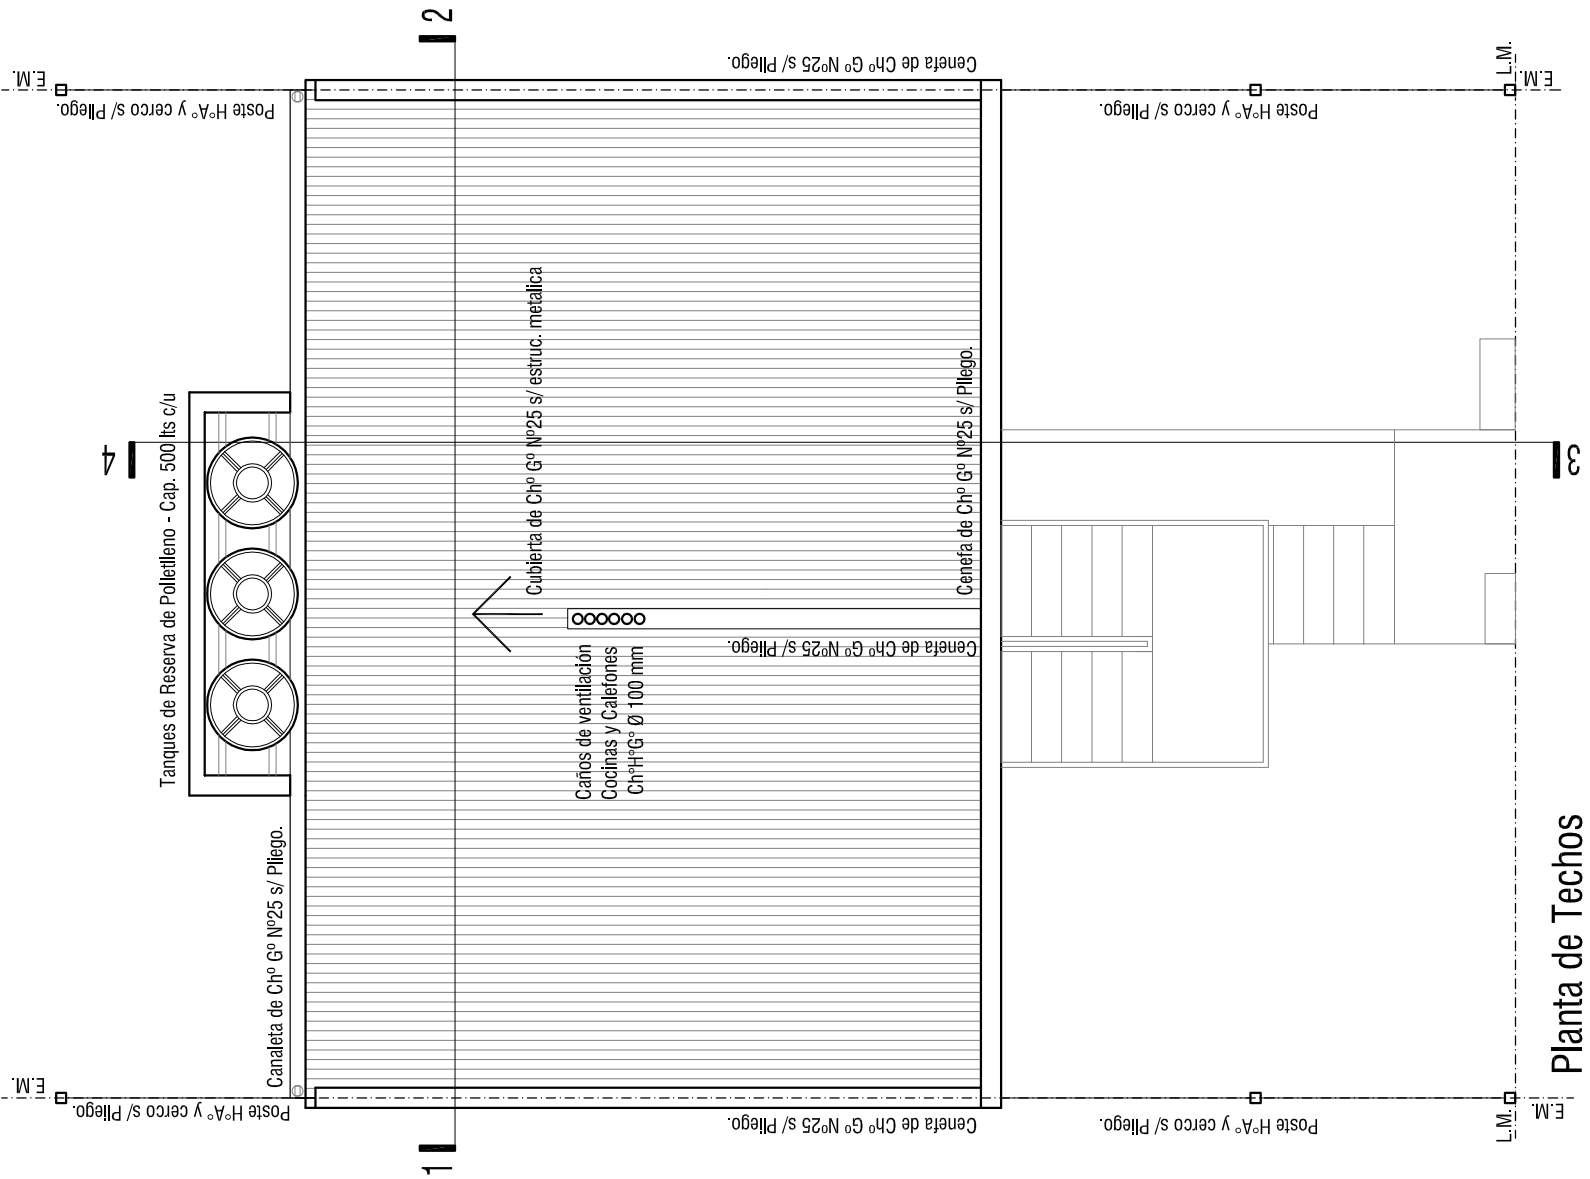 2
E.M.
Poste HºAº y cerco s/ Pliego.
Cenefa de Chº Gº Nº25 s/ Pliego.
Poste HºAº y cerco s/ Pliego.
L.M.
E.M.
4
Tanques de Reserva de Polietileno - Cap. 500 lts c/u
Cubierta de Chº Gº Nº25 s/ estruc. metalica
Cenefa de Chº Gº Nº25 s/ Pliego.
3
Cenefa de Chº Gº Nº25 s/ Pliego.
Caños de ventilación
Cocinas y Calefones
Ch°H°G° Ø 100 mm
Canaleta de Chº Gº Nº25 s/ Pliego.
E.M.
Poste HºAº y cerco s/ Pliego.
Cenefa de Chº Gº Nº25 s/ Pliego.
Poste HºAº y cerco s/ Pliego.
L.M.
E.M.
1
Planta de Techos